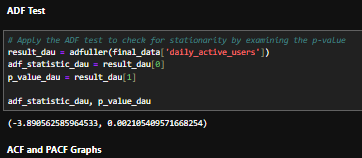 ADF Test
# Apply the ADF test to check for stationarity by examining the p-value
result_dau = adfuller(final_data['daily_active_users'])
adf_statistic_dau = result_dau[0]
p_value_dau = result_dau[1]
adf_statistic_dau, p_value_dau
(-3.890562585964533, 0.002105409571668254)
ACF and PACF Graphs